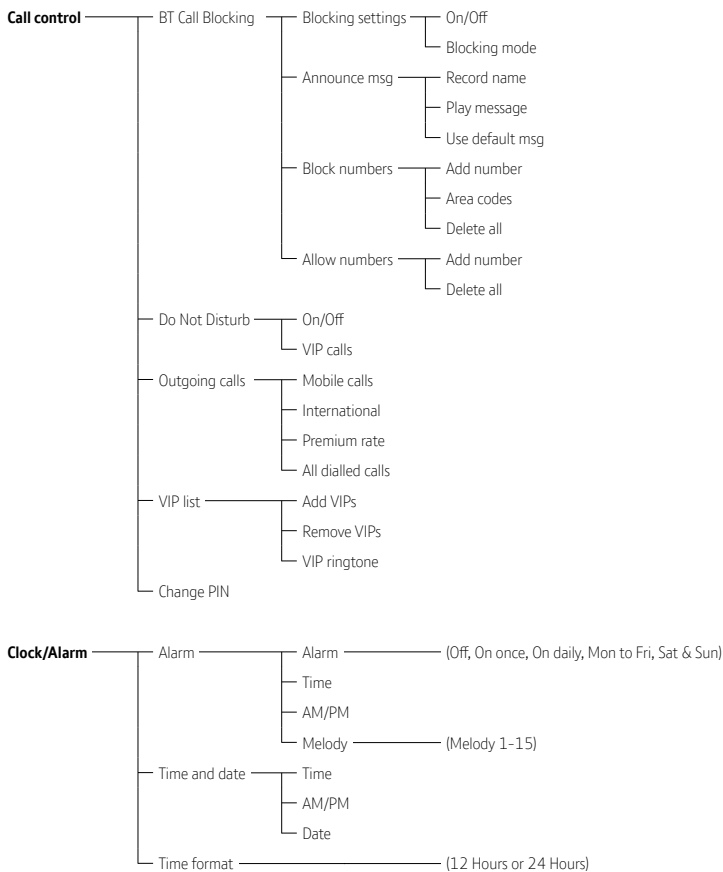 Call control BT Call Blocking Blocking settings On/Off
Blocking mode
Announce msg Record name
Play message
Use default msg
Block numbers Add number
Area codes
Delete all
Allow numbers Add number
Delete all
Do Not Disturb On/Off
VIP calls
Outgoing calls Mobile calls
International
Premium rate
All dialled calls
VIP list Add VIPs
Remove VIPs
VIP ringtone
Change PIN
Clock/Alarm Alarm Alarm (Off, On once, On daily, Mon to Fri, Sat & Sun)
Time
AM/PM
Melody (Melody 1-15)
Time and date Time
AM/PM
Date
Time format (12 Hours or 24 Hours)